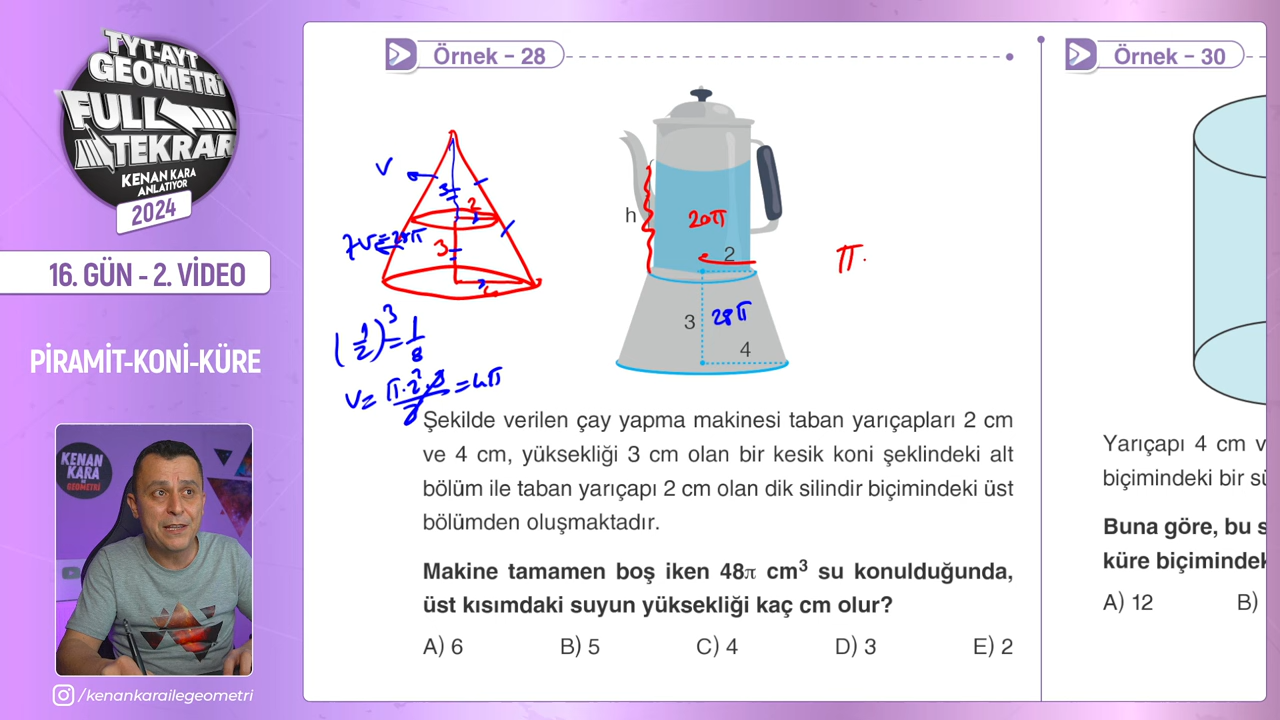 TYT-AYT
GEOMETRİ
FULL
TEKRAR
KENAN KARA
ANLATIYOR
2024
16. GÜN - 2. VİDEO
PİRAMİT-KONİ-KÜRE
KENAN
KARA
GEOMETRİ
/kenankarailegeometri
Örnek - 28
V
3
2
7V=28π
3
4
(1/2)³=1/8
V=π.2².3/3=4π
h
20π
2
3
28π
4
π.
Şekilde verilen çay yapma makinesi taban yarıçapları 2 cm
ve 4 cm, yüksekliği 3 cm olan bir kesik koni şeklindeki alt
bölüm ile taban yarıçapı 2 cm olan dik silindir biçimindeki üst
bölümden oluşmaktadır.
Makine tamamen boş iken 48π cm³ su konulduğunda,
üst kısımdaki suyun yüksekliği kaç cm olur?
A) 6 B) 5 C) 4 D) 3 E) 2
Örnek - 30
Yarıçapı 4 cm v
biçimindeki bir sü
Buna göre, bu s
küre biçimindek
A) 12 B)